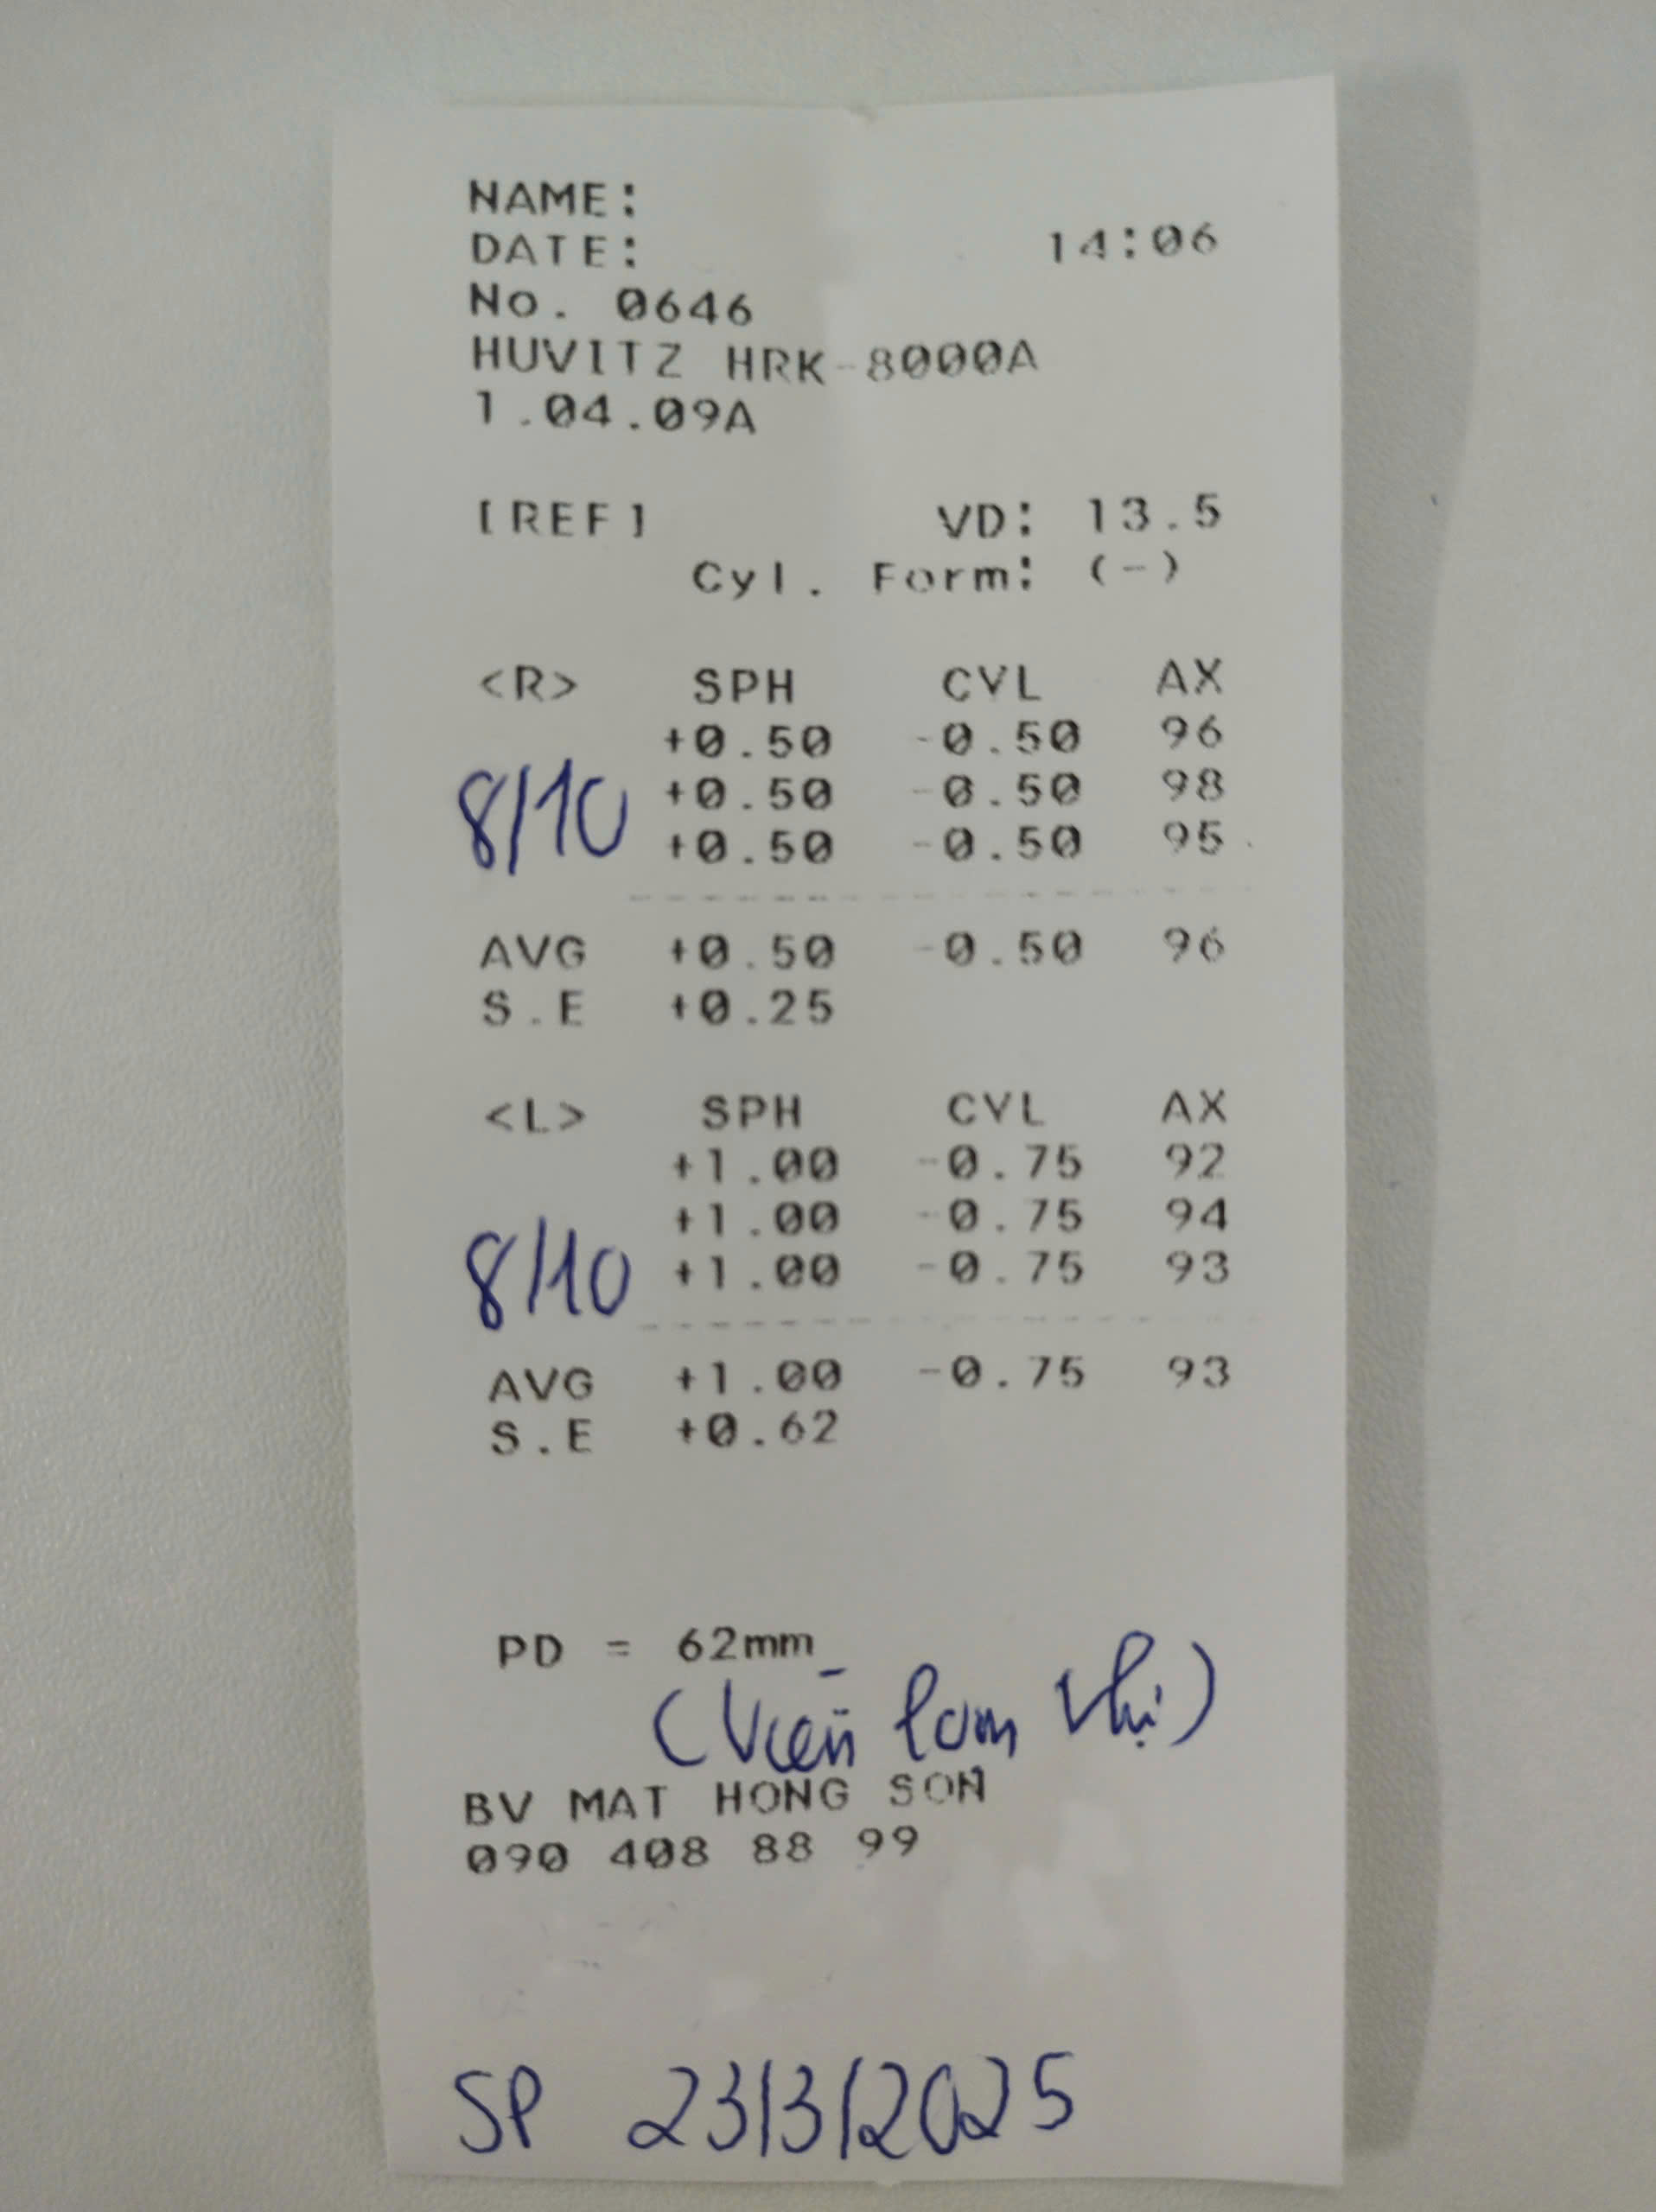 NAME:
DATE: 14:06
No. 0646
HUVITZ HRK-8000A
1.04.09A
[REF] VD: 13.5
Cyl. Form: (-)
<R> SPH CYL AX
+0.50 -0.50 96
8/10 +0.50 -0.50 98
+0.50 -0.50 95
AVG +0.50 -0.50 96
S.E +0.25
<L> SPH CYL AX
+1.00 -0.75 92
+1.00 -0.75 94
8/10 +1.00 -0.75 93
AVG +1.00 -0.75 93
S.E +0.62
PD = 62mm
BV MAT HONG SON
090 408 88 99
SP 23/3/2025